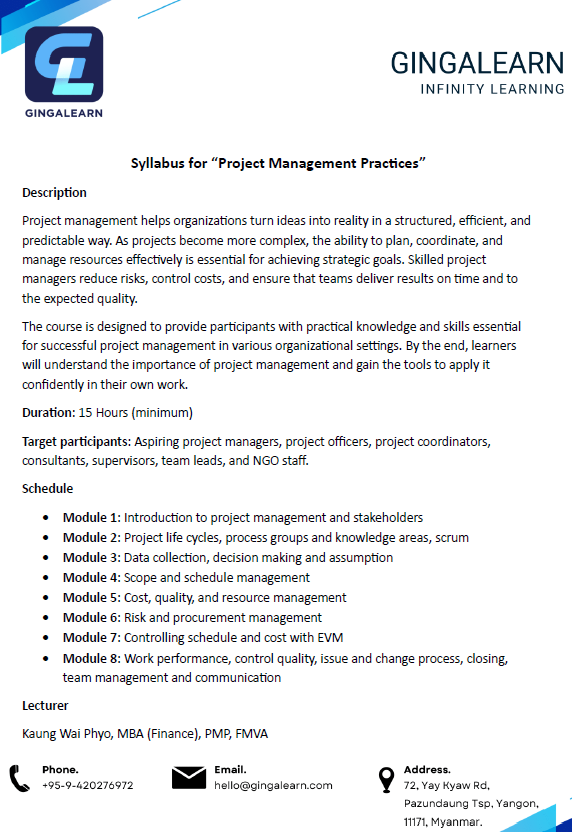 GL
GINGALEARN
GINGALEARN
INFINITY LEARNING
Syllabus for “Project Management Practices”
Description
Project management helps organizations turn ideas into reality in a structured, efficient, and
predictable way. As projects become more complex, the ability to plan, coordinate, and
manage resources effectively is essential for achieving strategic goals. Skilled project
managers reduce risks, control costs, and ensure that teams deliver results on time and to
the expected quality.
The course is designed to provide participants with practical knowledge and skills essential
for successful project management in various organizational settings. By the end, learners
will understand the importance of project management and gain the tools to apply it
confidently in their own work.
Duration: 15 Hours (minimum)
Target participants: Aspiring project managers, project officers, project coordinators,
consultants, supervisors, team leads, and NGO staff.
Schedule
• Module 1: Introduction to project management and stakeholders
• Module 2: Project life cycles, process groups and knowledge areas, scrum
• Module 3: Data collection, decision making and assumption
• Module 4: Scope and schedule management
• Module 5: Cost, quality, and resource management
• Module 6: Risk and procurement management
• Module 7: Controlling schedule and cost with EVM
• Module 8: Work performance, control quality, issue and change process, closing,
team management and communication
Lecturer
Kaung Wai Phyo, MBA (Finance), PMP, FMVA
Phone.
+95-9-420276972
Email.
hello@gingalearn.com
Address.
72, Yay Kyaw Rd,
Pazundaung Tsp, Yangon,
11171, Myanmar.